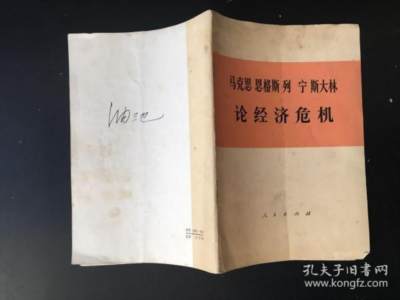 马克思 恩格斯 列 宁 斯大林
论经济危机
人民出版社
孔夫子旧书网
www.kongfz.com